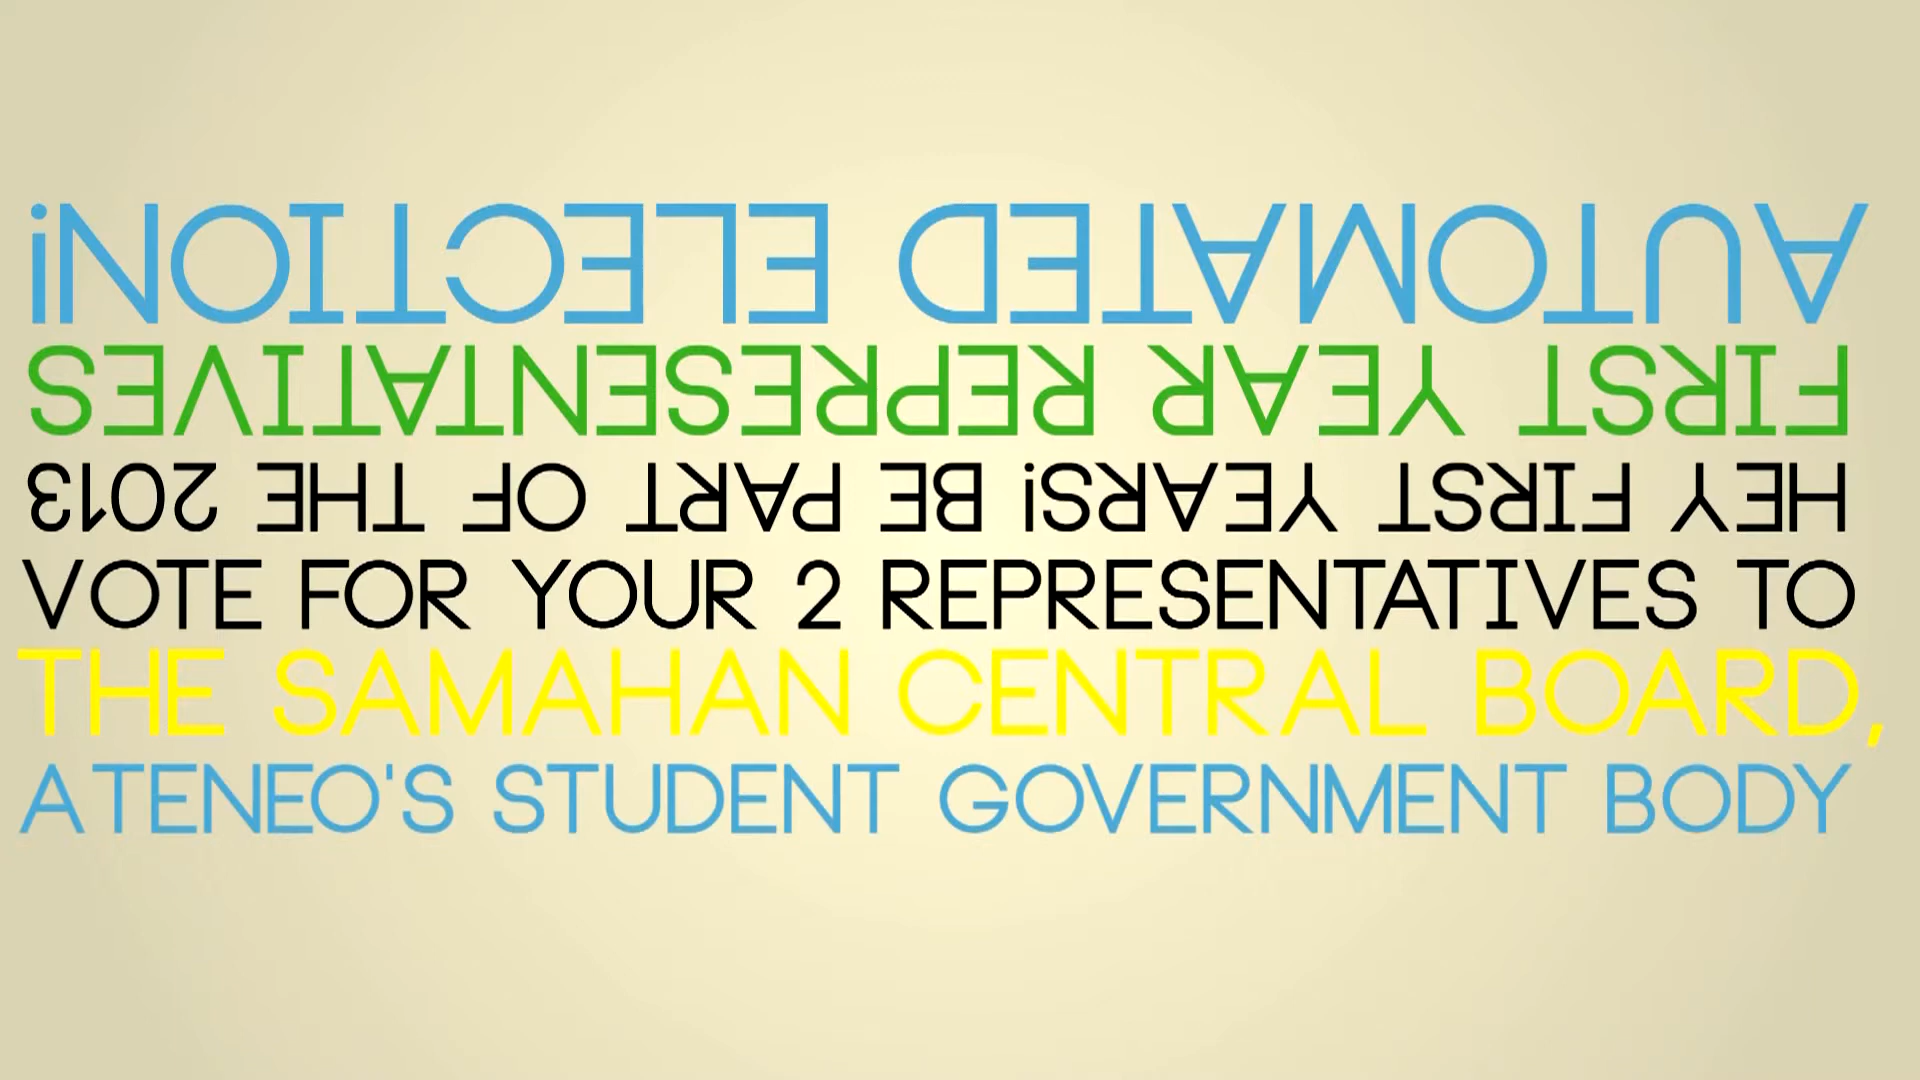 HEY FIRST YEARS! BE PART OF THE 2013
FIRST YEAR REPRESENTATIVES
AUTOMATED ELECTION!
VOTE FOR YOUR 2 REPRESENTATIVES TO
THE SAMAHAN CENTRAL BOARD,
ATENEO'S STUDENT GOVERNMENT BODY